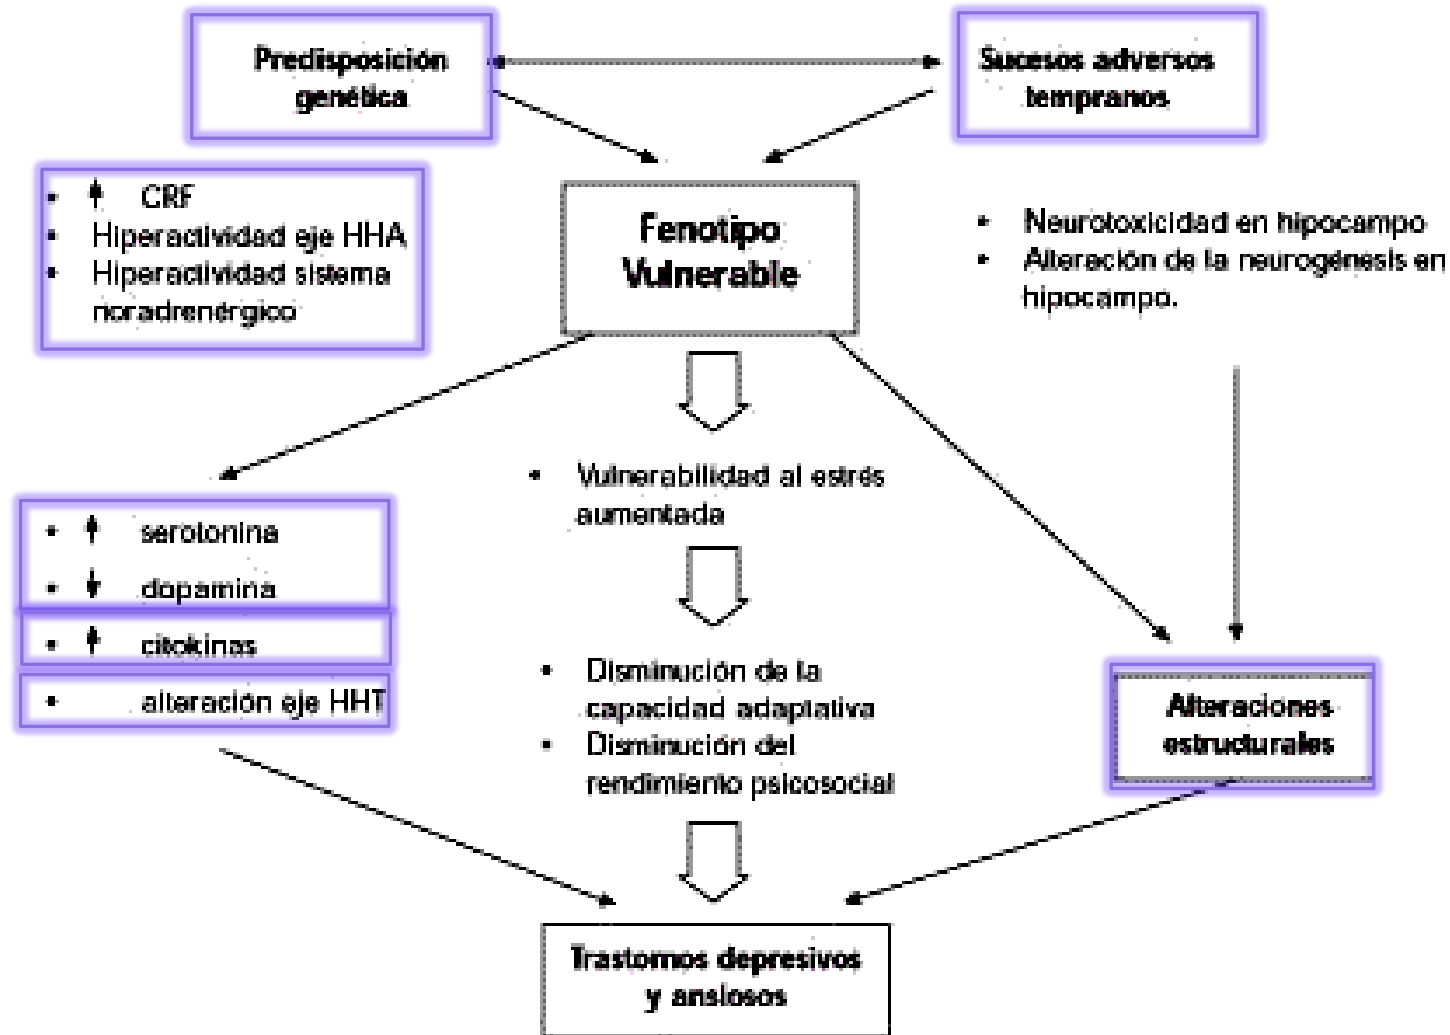 Predisposición
genética
Sucesos adversos
tempranos
• ↑ CRF
• Hiperactividad eje HHA
• Hiperactividad sistema
noradrenérgico
Fenotipo
Vulnerable
• Neurotoxicidad en hipocampo
• Alteración de la neurogénesis en
hipocampo.
• Vulnerabilidad al estrés
aumentada
• ↑ serotonina
• ↓ dopamina
• ↑ citokinas
• alteración eje HHT
• Disminución de la
capacidad adaptativa
• Disminución del
rendimiento psicosocial
Alteraciones
estructurales
Trastornos depresivos
y ansiosos